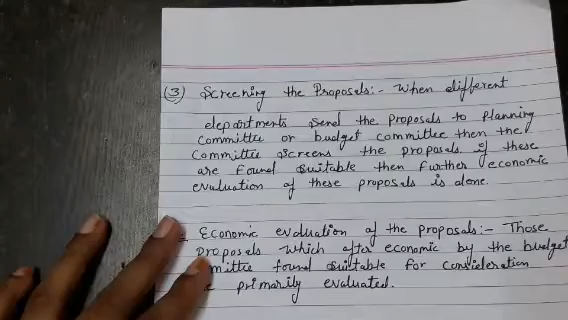 (3) Screening the Proposals:- When different
departments send the proposals to planning
committee or budget committee then the
committee screens the proposals if these
are found suitable then further economic
evaluation of these proposals is done.
Economic evaluation of the proposals:- Those
proposals which after economic by the budget
mmittee found suitable for consideration
e primarily evaluated.